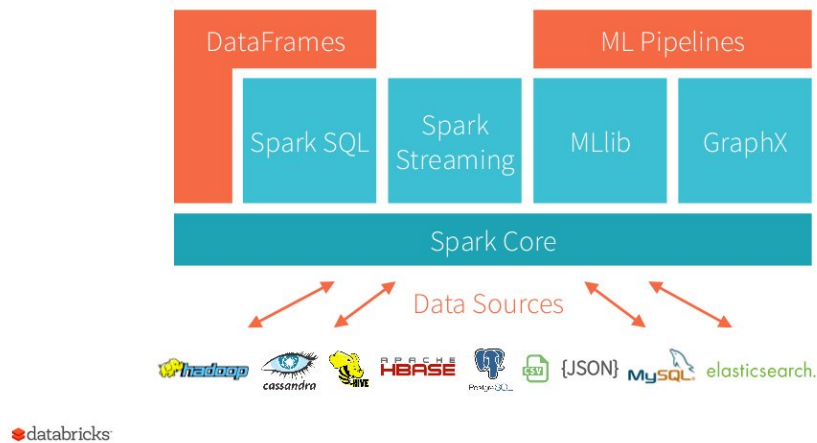 DataFrames
ML Pipelines
Spark SQL
Spark
Streaming
MLlib
GraphX
Spark Core
Data Sources
hadoop
cassandra
HIVE
APACHE
HBASE
PostgreSQL
CSV
{JSON}
MySQL
elasticsearch.
databricks